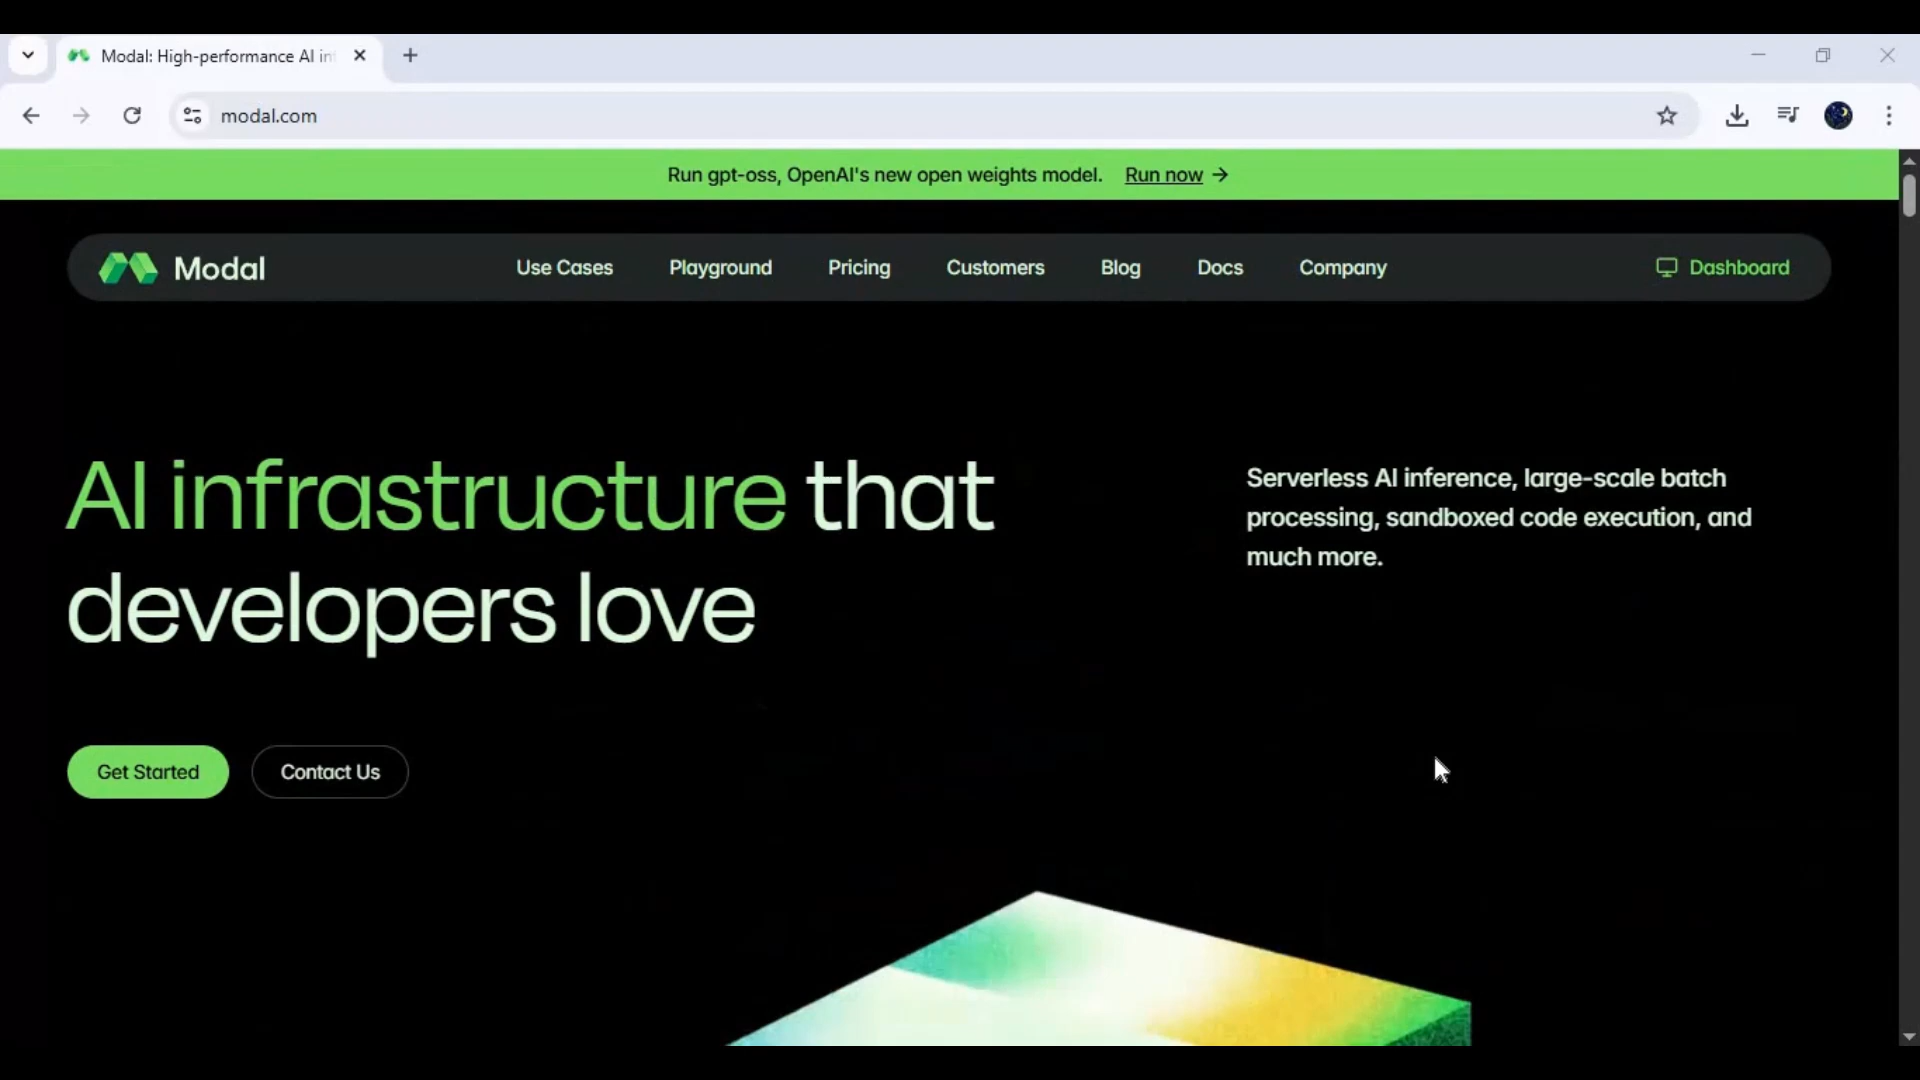 Modal: High-performance AI in
modal.com
Run gpt-oss, OpenAI's new open weights model. Run now →
Modal
Use Cases
Playground
Pricing
Customers
Blog
Docs
Company
Dashboard
AI infrastructure that
developers love
Serverless AI inference, large-scale batch
processing, sandboxed code execution, and
much more.
Get Started
Contact Us